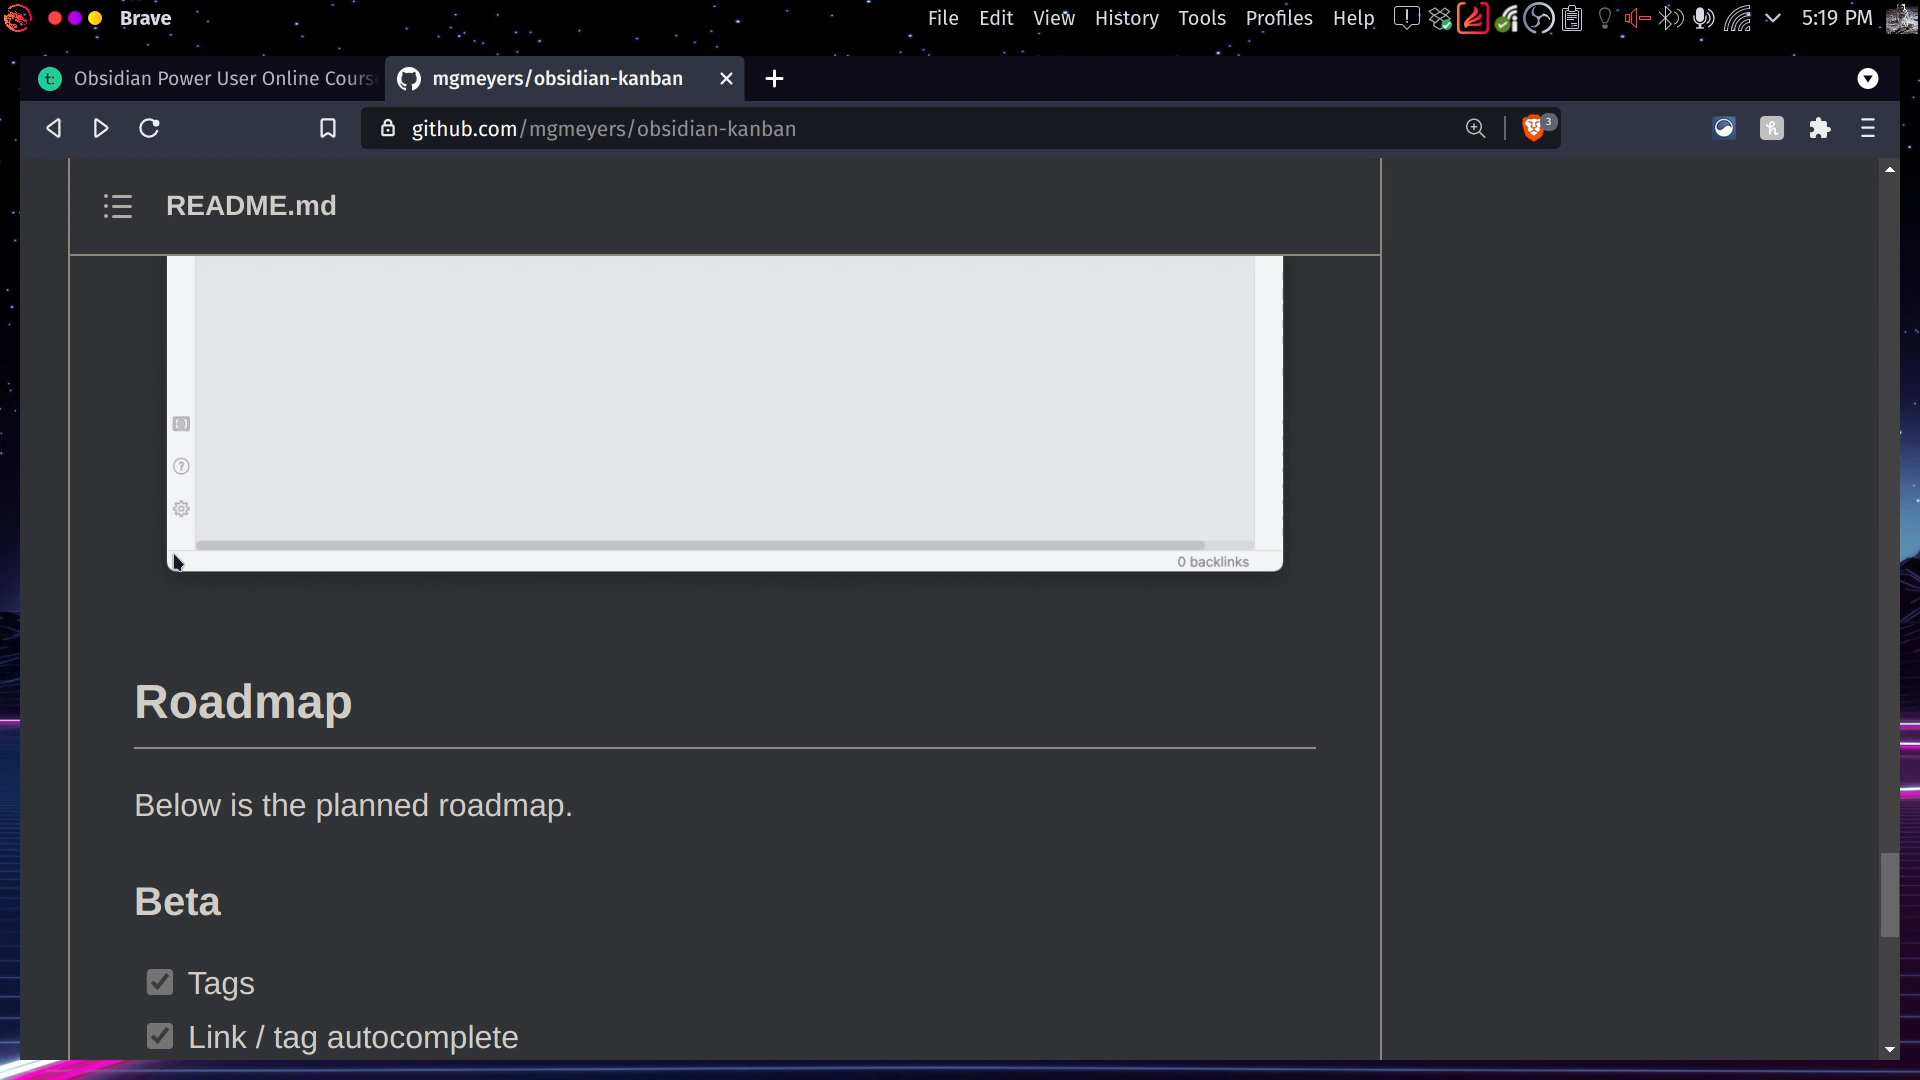 Brave
File Edit View History Tools Profiles Help 5:19 PM
t: Obsidian Power User Online Cours
mgmeyers/obsidian-kanban
github.com/mgmeyers/obsidian-kanban
3
README.md
0 backlinks
Roadmap
Below is the planned roadmap.
Beta
Tags
Link / tag autocomplete